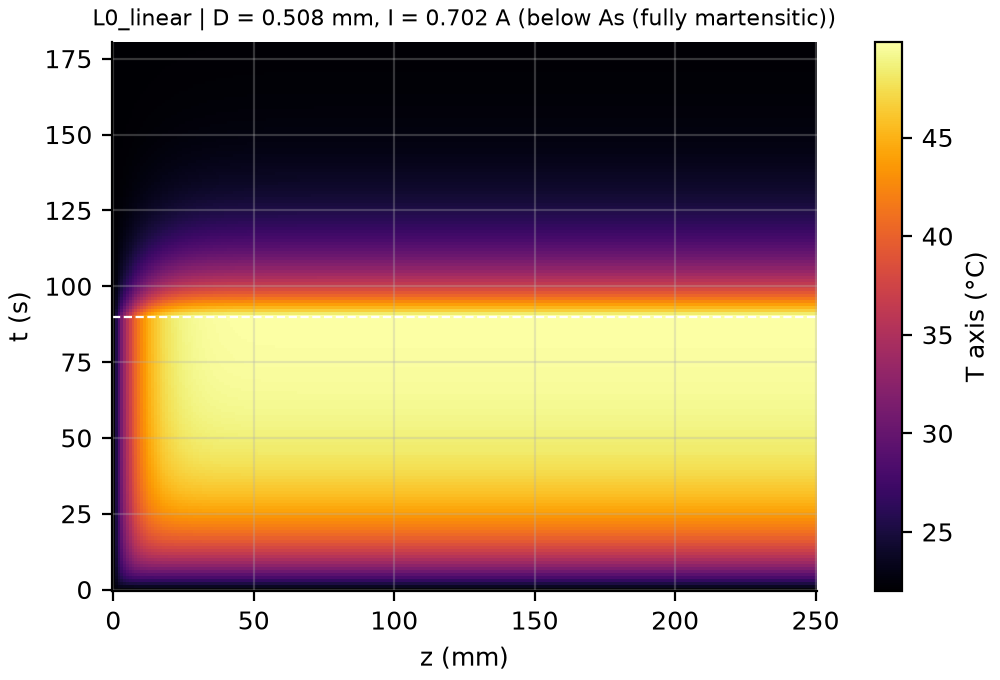 L0_linear | D = 0.508 mm, I = 0.702 A (below As (fully martensitic))
175
150
125
100
75
50
25
0
t (s)
0 50 100 150 200 250
z (mm)
45
40
35
30
25
T axis (°C)